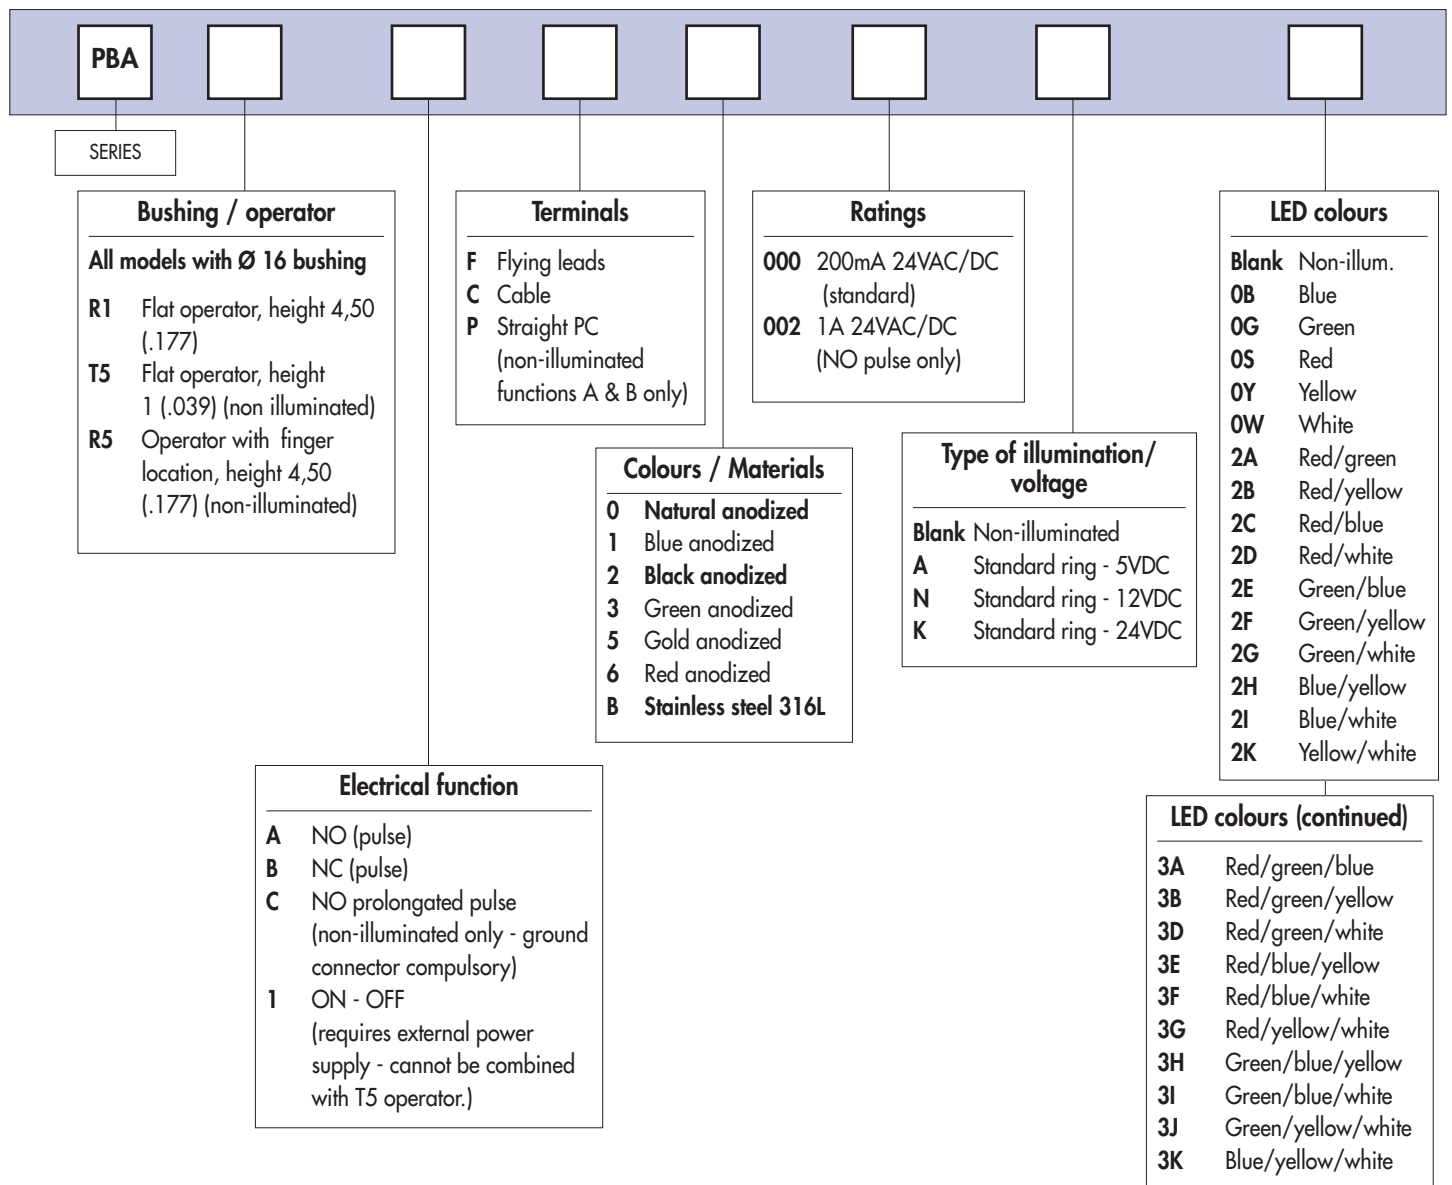 PBA
SERIES
Bushing / operator
All models with Ø 16 bushing
R1 Flat operator, height 4,50
(.177)
T5 Flat operator, height
1 (.039) (non illuminated)
R5 Operator with finger
location, height 4,50
(.177) (non-illuminated)
Electrical function
A NO (pulse)
B NC (pulse)
C NO prolongated pulse
(non-illuminated only - ground
connector compulsory)
1 ON - OFF
(requires external power
supply - cannot be combined
with T5 operator.)
Terminals
F Flying leads
C Cable
P Straight PC
(non-illuminated
functions A & B only)
Colours / Materials
0 Natural anodized
1 Blue anodized
2 Black anodized
3 Green anodized
5 Gold anodized
6 Red anodized
B Stainless steel 316L
Ratings
000 200mA 24VAC/DC
(standard)
002 1A 24VAC/DC
(NO pulse only)
Type of illumination/
voltage
Blank Non-illuminated
A Standard ring - 5VDC
N Standard ring - 12VDC
K Standard ring - 24VDC
LED colours
Blank Non-illum.
0B Blue
0G Green
0S Red
0Y Yellow
0W White
2A Red/green
2B Red/yellow
2C Red/blue
2D Red/white
2E Green/blue
2F Green/yellow
2G Green/white
2H Blue/yellow
2I Blue/white
2K Yellow/white
LED colours (continued)
3A Red/green/blue
3B Red/green/yellow
3D Red/green/white
3E Red/blue/yellow
3F Red/blue/white
3G Red/yellow/white
3H Green/blue/yellow
3I Green/blue/white
3J Green/yellow/white
3K Blue/yellow/white